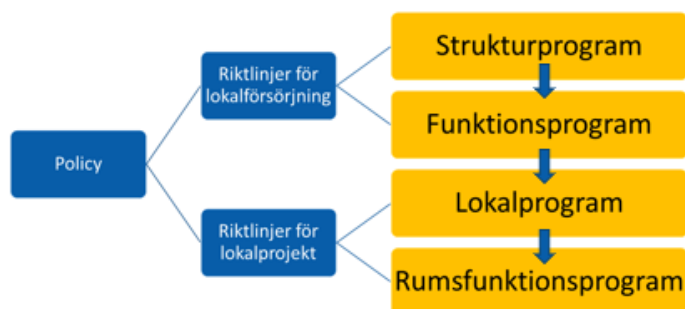 Policy
Riktlinjer för
lokalförsörjning
Riktlinjer för
lokalprojekt
Strukturprogram
Funktionsprogram
Lokalprogram
Rumsfunktionsprogram